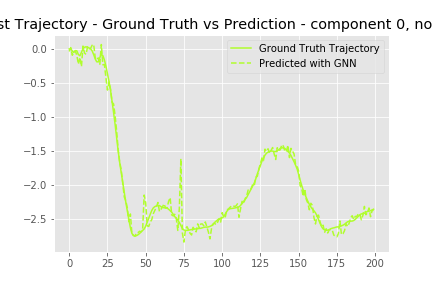 st Trajectory - Ground Truth vs Prediction - component 0, no
Ground Truth Trajectory
Predicted with GNN
0.0
−0.5
−1.0
−1.5
−2.0
−2.5
0 25 50 75 100 125 150 175 200